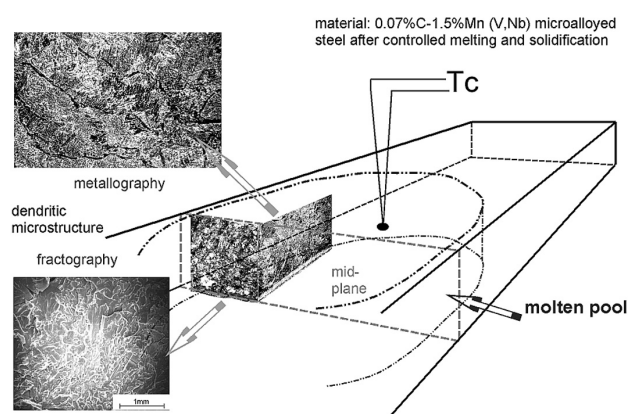 material: 0.07%C-1.5%Mn (V,Nb) microalloyed
steel after controlled melting and solidification
Tc
metallography
dendritic
microstructure
fractography
mid-
plane
molten pool
1mm